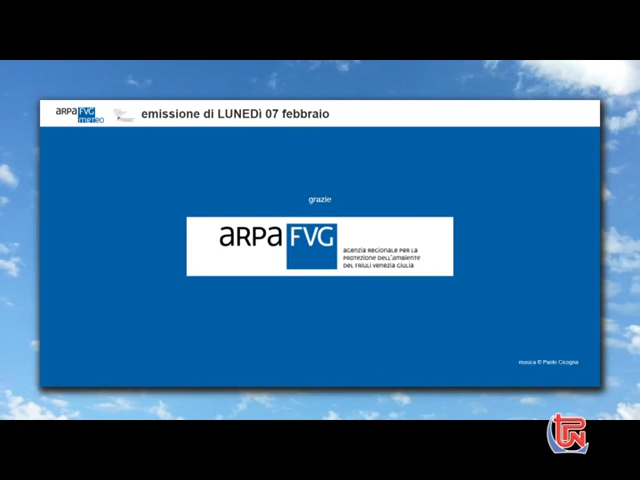 arpa FVG
meteo
emissione di LUNEDì 07 febbraio
grazie
arpa FVG
agenzia regionale per la
protezione dell'ambiente
del friuli venezia giulia
musica © Paolo Cicogna
TPN